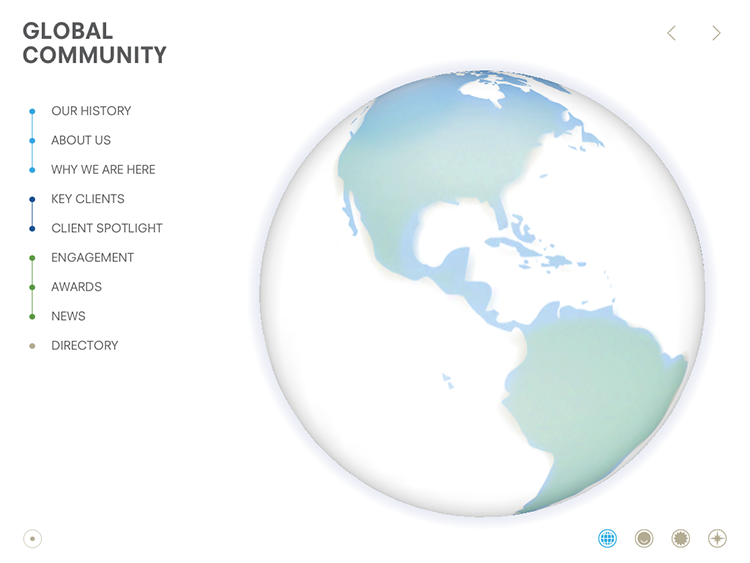 GLOBAL
COMMUNITY
OUR HISTORY
ABOUT US
WHY WE ARE HERE
KEY CLIENTS
CLIENT SPOTLIGHT
ENGAGEMENT
AWARDS
NEWS
DIRECTORY